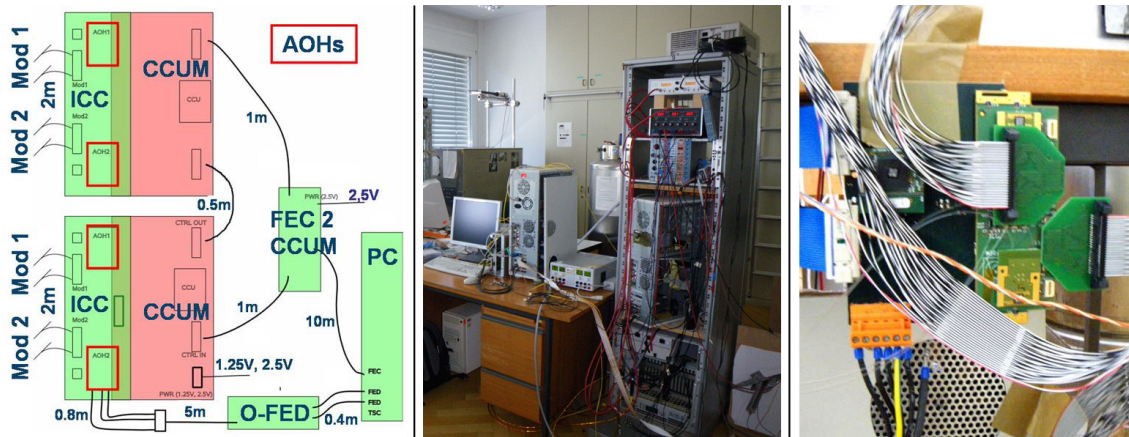 AOHs
Mod 1
AOH1
Mod1
2m
ICC
CCUM
CCU
Mod2
Mod 2
AOH2
1m
0.5m
PWR (2.5V)
2,5V
FEC 2
CCUM
PC
CTRL OUT
Mod 1
AOH1
Mod1
2m
ICC
CCUM
CCU
Mod2
Mod 2
AOH2
1m
10m
CTRL IN
1.25V, 2.5V
PWR (1.25V, 2.5V)
FEC
FED
FED
TSC
0.8m
5m
O-FED
0.4m